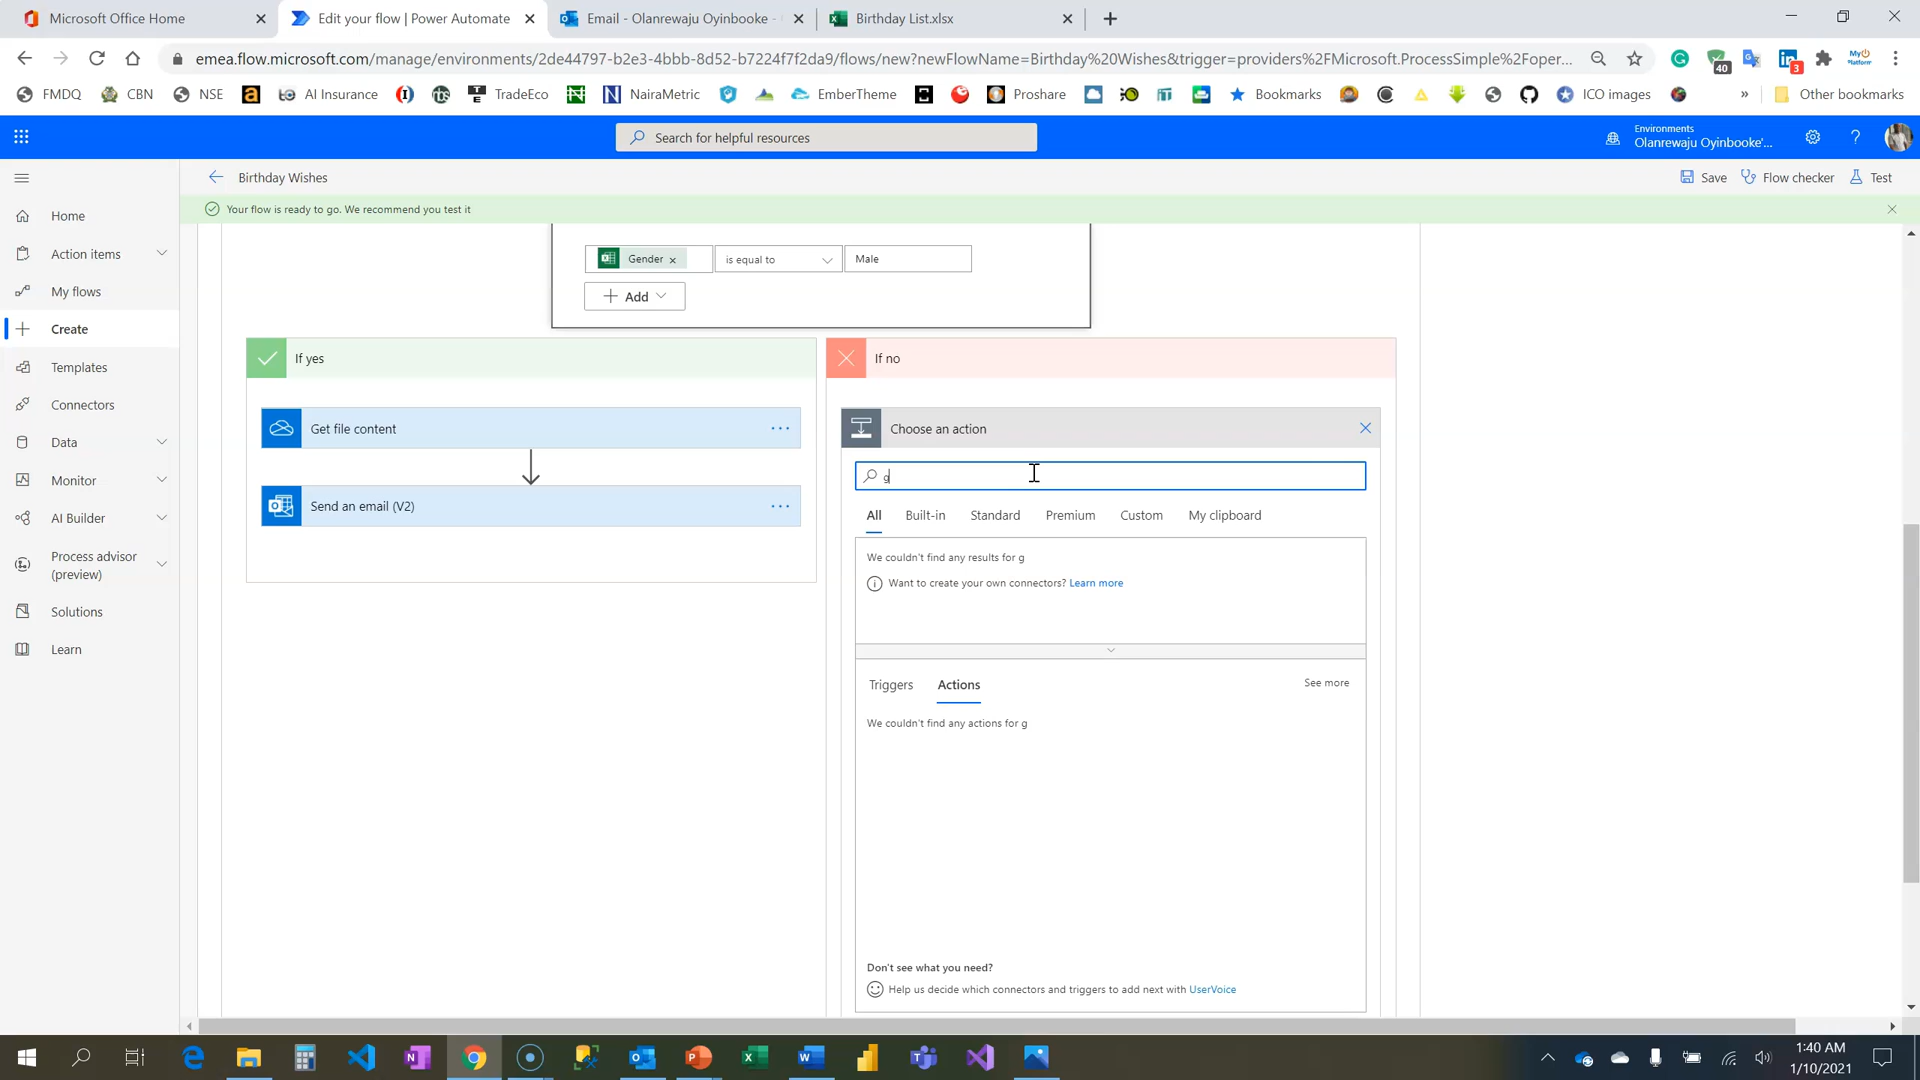 Microsoft Office Home
Edit your flow | Power Automate
Email - Olanrewaju Oyinbooke -
Birthday List.xlsx
emea.flow.microsoft.com/manage/environments/2de44797-b2e3-4bbb-8d52-b7224f7f2da9/flows/new?newFlowName=Birthday%20Wishes&trigger=providers%2FMicrosoft.ProcessSimple%2Foper...
40
3
FMDQ
CBN
NSE
AI Insurance
TradeEco
NairaMetric
EmberTheme
Proshare
Bookmarks
ICO images
»
Other bookmarks
Search for helpful resources
Environments
Olanrewaju Oyinbooke'...
Birthday Wishes
Save
Flow checker
Test
Your flow is ready to go. We recommend you test it
Home
Action items
My flows
Create
Templates
Connectors
Data
Monitor
AI Builder
Process advisor
(preview)
Solutions
Learn
Gender
is equal to
Male
Add
If yes
Get file content
Send an email (V2)
If no
Choose an action
g
All
Built-in
Standard
Premium
Custom
My clipboard
We couldn't find any results for g
Want to create your own connectors? Learn more
Triggers
Actions
See more
We couldn't find any actions for g
Don't see what you need?
Help us decide which connectors and triggers to add next with UserVoice
1:40 AM
1/10/2021